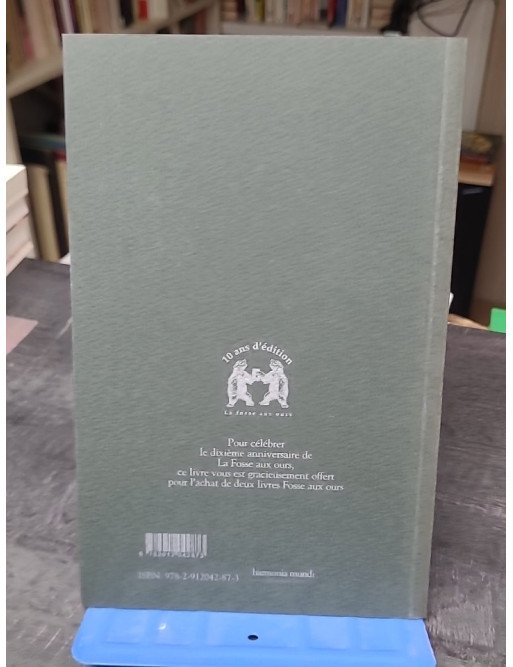 10 ans d'édition
La fosse aux ours
Pour célébrer
le dixième anniversaire de
La Fosse aux ours,
ce livre vous est gracieusement offert
pour l'achat de deux livres Fosse aux ours
ISBN 978-2-912042-87-3
harmonia mundi